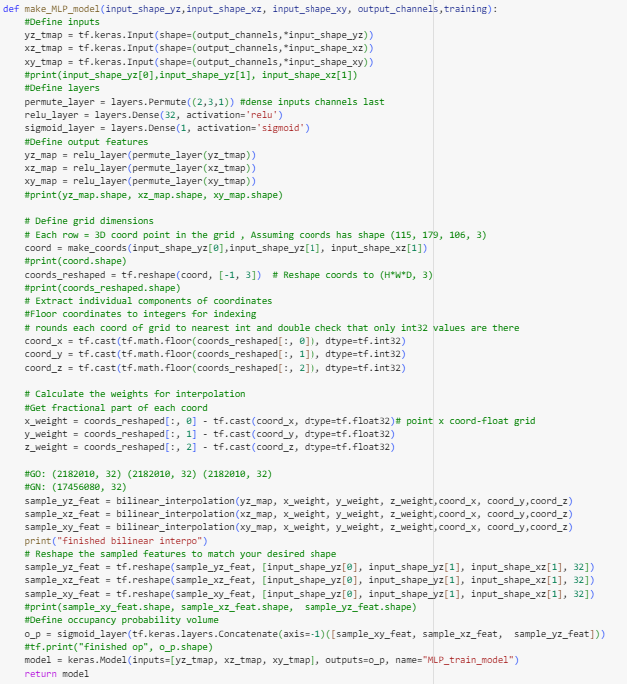 def make_MLP_model(input_shape_yz,input_shape_xz, input_shape_xy, output_channels,training):
    #Define inputs
    yz_tmap = tf.keras.Input(shape=(output_channels,*input_shape_yz))
    xz_tmap = tf.keras.Input(shape=(output_channels,*input_shape_xz))
    xy_tmap = tf.keras.Input(shape=(output_channels,*input_shape_xy))
    #print(input_shape_yz[0],input_shape_yz[1], input_shape_xz[1])
    #Define layers
    permute_layer = layers.Permute((2,3,1)) #dense inputs channels last
    relu_layer = layers.Dense(32, activation='relu')
    sigmoid_layer = layers.Dense(1, activation='sigmoid')
    #Define output features
    yz_map = relu_layer(permute_layer(yz_tmap))
    xz_map = relu_layer(permute_layer(xz_tmap))
    xy_map = relu_layer(permute_layer(xy_tmap))
    #print(yz_map.shape, xz_map.shape, xy_map.shape)

    # Define grid dimensions
    # Each row = 3D coord point in the grid , Assuming coords has shape (115, 179, 106, 3)
    coord = make_coords(input_shape_yz[0],input_shape_yz[1], input_shape_xz[1])
    #print(coord.shape)
    coords_reshaped = tf.reshape(coord, [-1, 3])  # Reshape coords to (H*W*D, 3)
    #print(coords_reshaped.shape)
    # Extract individual components of coordinates
    #Floor coordinates to integers for indexing
    # rounds each coord of grid to nearest int and double check that only int32 values are there
    coord_x = tf.cast(tf.math.floor(coords_reshaped[:, 0]), dtype=tf.int32)
    coord_y = tf.cast(tf.math.floor(coords_reshaped[:, 1]), dtype=tf.int32)
    coord_z = tf.cast(tf.math.floor(coords_reshaped[:, 2]), dtype=tf.int32)

    # Calculate the weights for interpolation
    #Get fractional part of each coord
    x_weight = coords_reshaped[:, 0] - tf.cast(coord_x, dtype=tf.float32)# point x coord-float grid
    y_weight = coords_reshaped[:, 1] - tf.cast(coord_y, dtype=tf.float32)
    z_weight = coords_reshaped[:, 2] - tf.cast(coord_z, dtype=tf.float32)

    #GO: (2182010, 32) (2182010, 32) (2182010, 32)
    #GN: (17456080, 32)
    sample_yz_feat = bilinear_interpolation(yz_map, x_weight, y_weight, z_weight,coord_x, coord_y,coord_z)
    sample_xz_feat = bilinear_interpolation(xz_map, x_weight, y_weight, z_weight,coord_x, coord_y,coord_z)
    sample_xy_feat = bilinear_interpolation(xy_map, x_weight, y_weight, z_weight,coord_x, coord_y,coord_z)
    print("finished bilinear interpo")
    # Reshape the sampled features to match your desired shape
    sample_yz_feat = tf.reshape(sample_yz_feat, [input_shape_yz[0], input_shape_yz[1], input_shape_xz[1], 32])
    sample_xz_feat = tf.reshape(sample_xz_feat, [input_shape_yz[0], input_shape_yz[1], input_shape_xz[1], 32])
    sample_xy_feat = tf.reshape(sample_xy_feat, [input_shape_yz[0], input_shape_yz[1], input_shape_xz[1], 32])
    #print(sample_xy_feat.shape, sample_xz_feat.shape,  sample_yz_feat.shape)
    #Define occupancy probability volume
    o_p = sigmoid_layer(tf.keras.layers.Concatenate(axis=-1)([sample_xy_feat, sample_xz_feat,  sample_yz_feat]))
    #tf.print("finished op", o_p.shape)
    model = keras.Model(inputs=[yz_tmap, xz_tmap, xy_tmap], outputs=o_p, name="MLP_train_model")
    return model